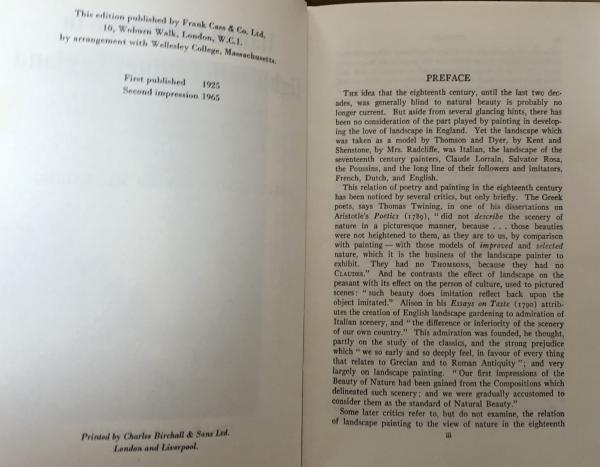 This edition published by Frank Cass & Co. Ltd.
10, Woburn Walk, London, W.C.1.
by arrangement with Wellesley College, Massachusetts.
First published 1925
Second impression 1965
Printed by Charles Birchall & Sons Ltd.
London and Liverpool.
PREFACE
THE idea that the eighteenth century, until the last two dec-
ades, was generally blind to natural beauty is probably no
longer current. But aside from several glancing hints, there has
been no consideration of the part played by painting in develop-
ing the love of landscape in England. Yet the landscape which
was taken as a model by Thomson and Dyer, by Kent and
Shenstone, by Mrs. Radcliffe, was Italian, the landscape of the
seventeenth century painters, Claude Lorrain, Salvator Rosa,
the Poussins, and the long line of their followers and imitators,
French, Dutch, and English.
This relation of poetry and painting in the eighteenth century
has been noticed by several critics, but only briefly. The Greek
poets, says Thomas Twining, in one of his dissertations on
Aristotle's Poetics (1789), " did not describe the scenery of
nature in a picturesque manner, because . . . those beauties
were not heightened to them, as they are to us, by comparison
with painting — with those models of improved and selected
nature, which it is the business of the landscape painter to
exhibit. They had no THOMSONS, because they had no
CLAUDES." And he contrasts the effect of landscape on the
peasant with its effect on the person of culture, used to pictured
scenes: " such beauty does imitation reflect back upon the
object imitated." Alison in his Essays on Taste (1790) attrib-
utes the creation of English landscape gardening to admiration of
Italian scenery, and " the difference or inferiority of the scenery
of our own country." This admiration was founded, he thought,
partly on the study of the classics, and the strong prejudice
which " we so early and so deeply feel, in favour of every thing
that relates to Grecian and to Roman Antiquity "; and very
largely on landscape painting. " Our first impressions of the
Beauty of Nature had been gained from the Compositions which
delineated such scenery; and we were gradually accustomed to
consider them as the standard of Natural Beauty."
Some later critics refer to, but do not examine, the relation
of landscape painting to the view of nature in the eighteenth
iii